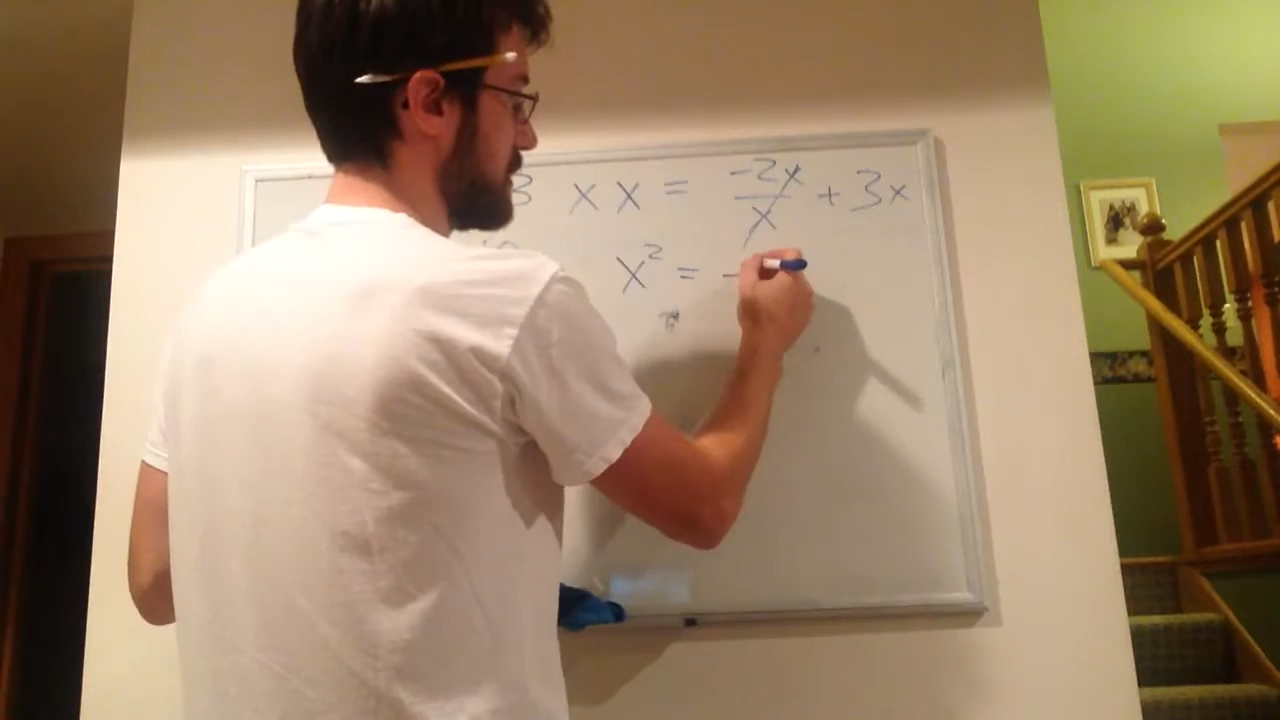 3 x x = -2x/x + 3x
x² = -